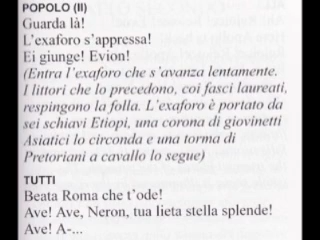 POPOLO (II)
Guarda là!
L'exaforo s'appressa!
Ei giunge! Evion!
(Entra l'exaforo che s'avanza lentamente.
I littori che lo precedono, coi fasci laureati,
respingono la folla. L'exaforo è portato da
sei schiavi Etiopi, una corona di giovinetti
Asiatici lo circonda e una torma di
Pretoriani a cavallo lo segue)
TUTTI
Beata Roma che t'ode!
Ave! Ave, Neron, tua lieta stella splende!
Ave! A-...